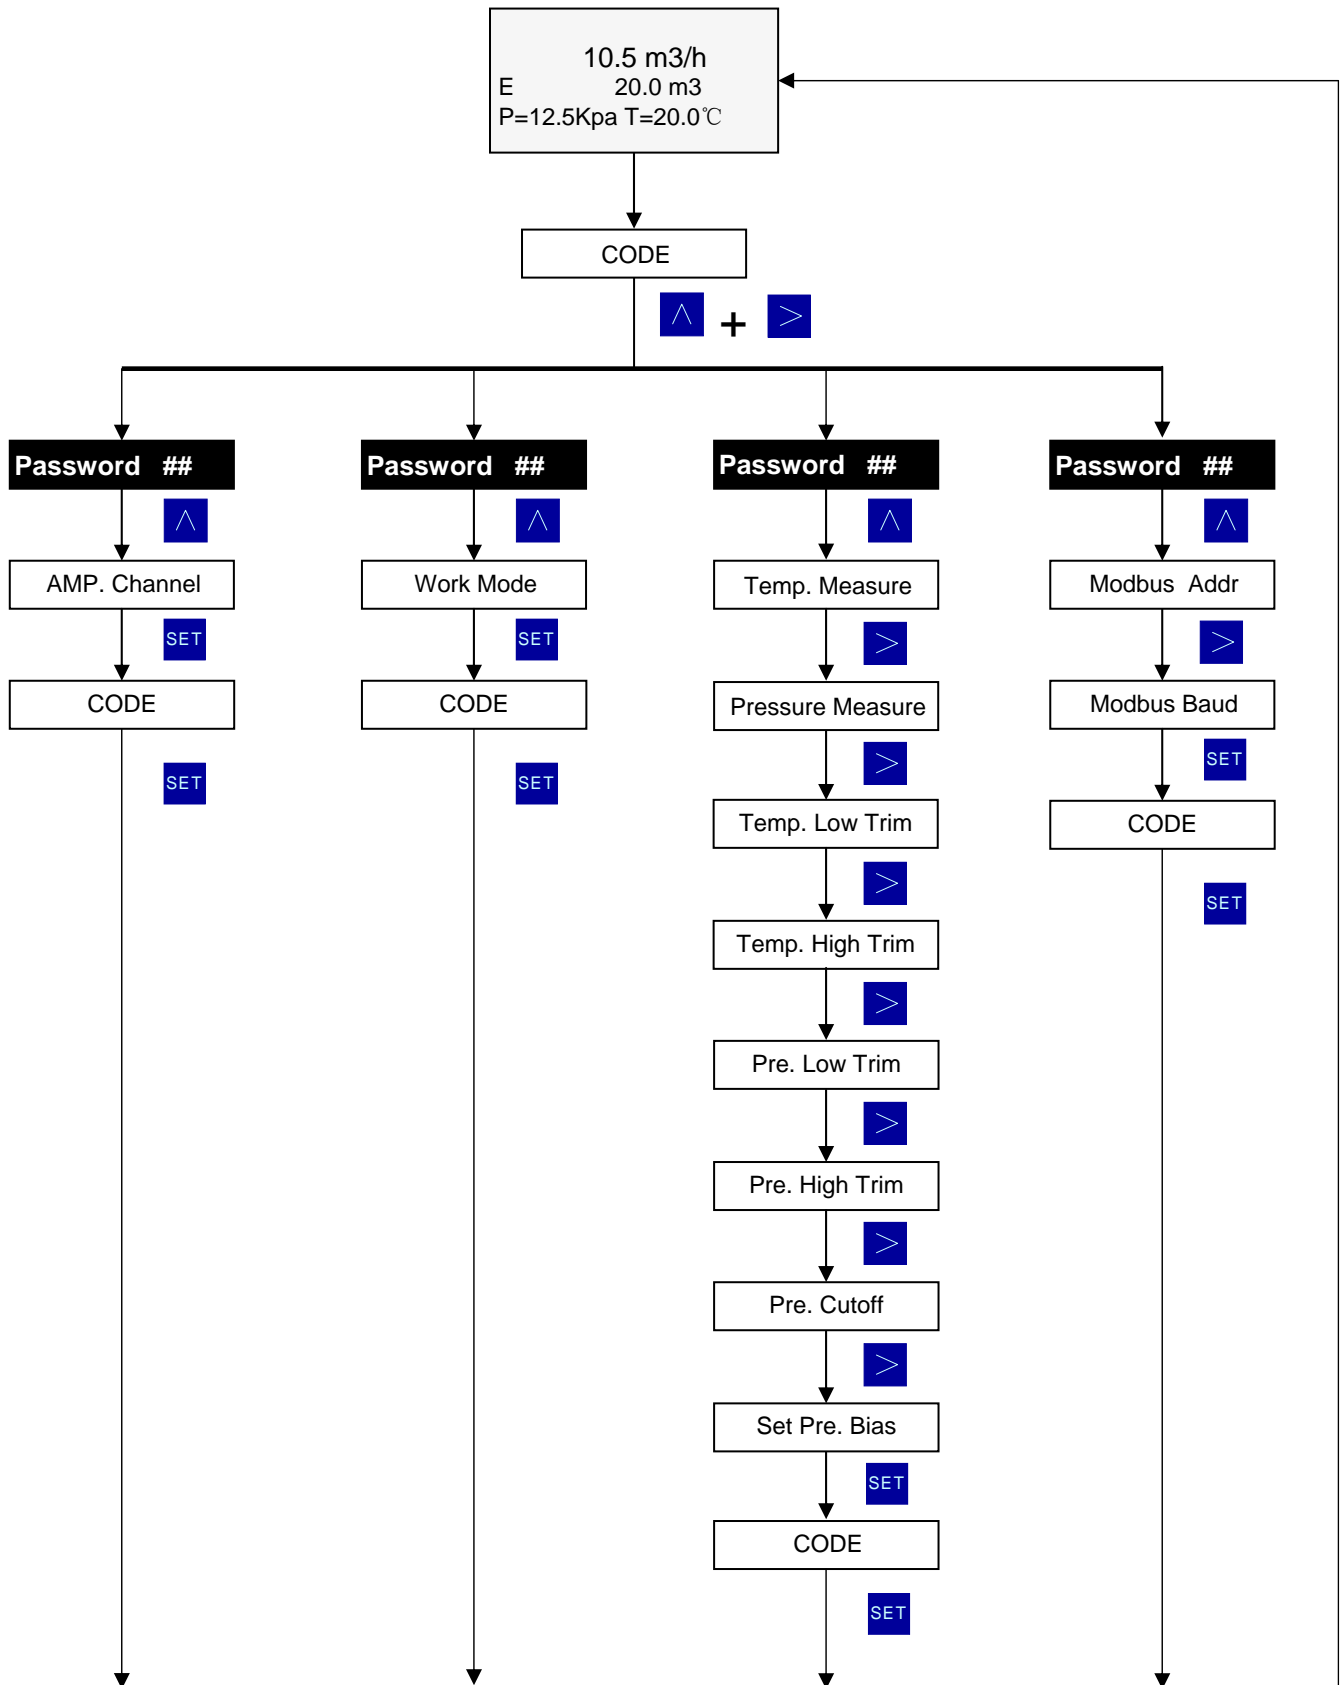 10.5 m3/h
E 20.0 m3
P=12.5Kpa T=20.0℃
CODE
∧ + >
Password ##
Password ##
Password ##
Password ##
∧
∧
∧
∧
AMP. Channel
Work Mode
Temp. Measure
Modbus Addr
SET
SET
>
>
CODE
CODE
Pressure Measure
Modbus Baud
SET
SET
>
SET
Temp. Low Trim
CODE
>
SET
Temp. High Trim
>
Pre. Low Trim
>
Pre. High Trim
>
Pre. Cutoff
>
Set Pre. Bias
SET
CODE
SET